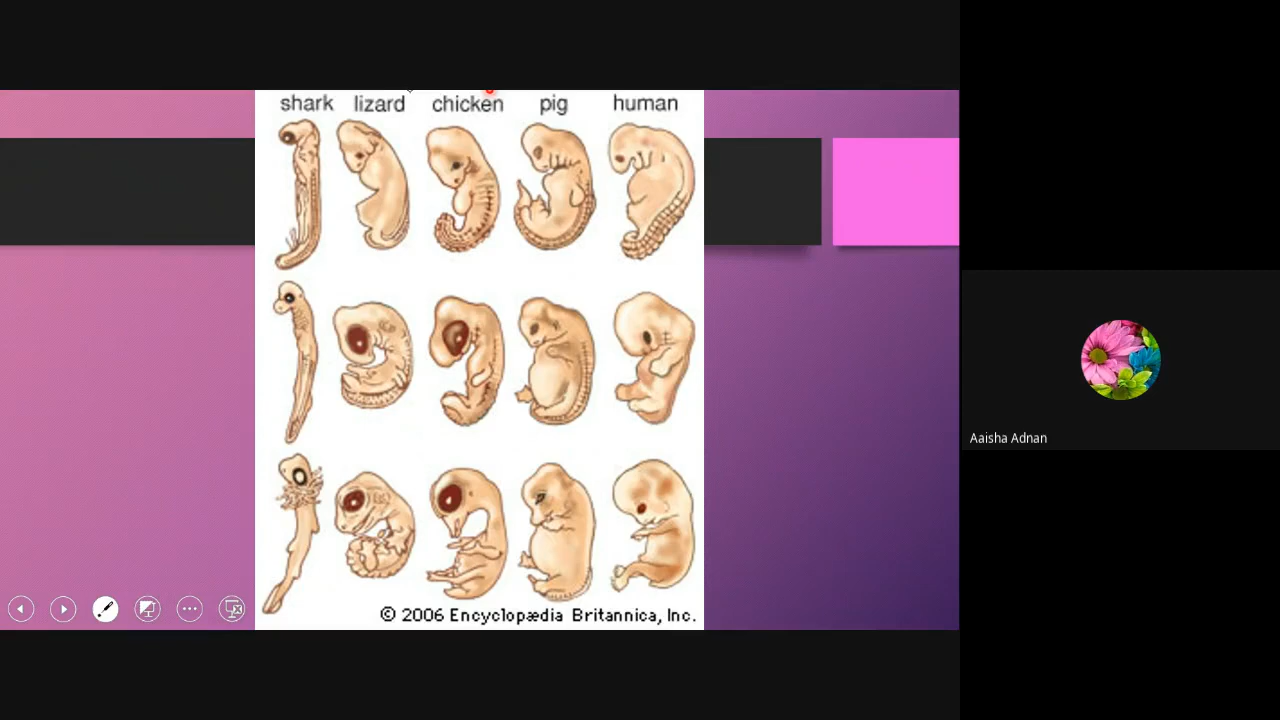 shark lizard chicken pig human
© 2006 Encyclopædia Britannica, Inc.
Aaisha Adnan